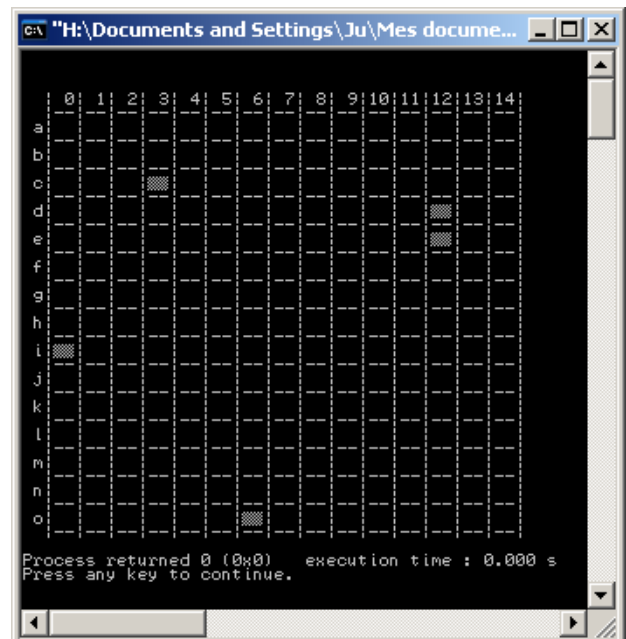 "H:\Documents and Settings\Ju\Mes docume...
| 0| 1| 2| 3| 4| 5| 6| 7| 8| 9|10|11|12|13|14|
a
b
c
d
e
f
g
h
i
j
k
l
m
n
o
Process returned 0 (0x0)   execution time : 0.000 s
Press any key to continue.